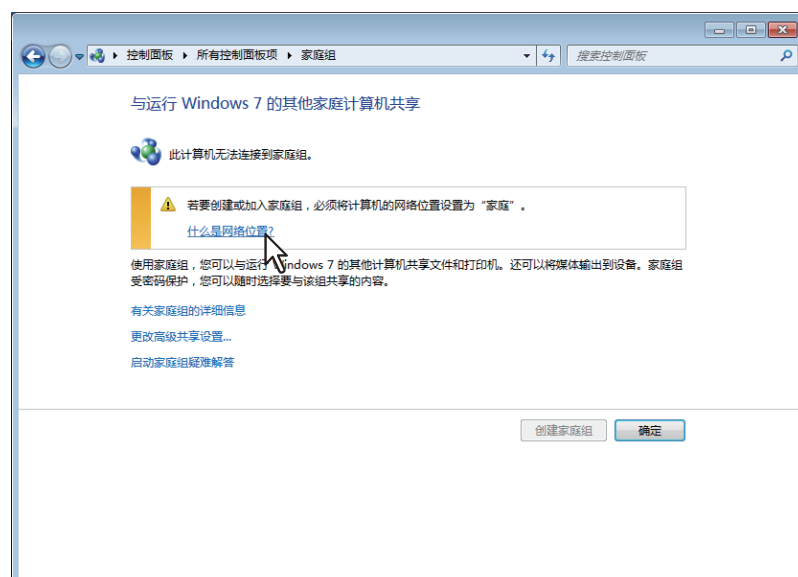 控制面板 所有控制面板项 家庭组 搜索控制面板
与运行 Windows 7 的其他家庭计算机共享
此计算机无法连接到家庭组。
若要创建或加入家庭组，必须将计算机的网络位置设置为“家庭”。
什么是网络位置?
使用家庭组，您可以与运行 Windows 7 的其他计算机共享文件和打印机。还可以将媒体输出到设备。家庭组
受密码保护，您可以随时选择要与该组共享的内容。
有关家庭组的详细信息
更改高级共享设置...
启动家庭组疑难解答
创建家庭组 确定